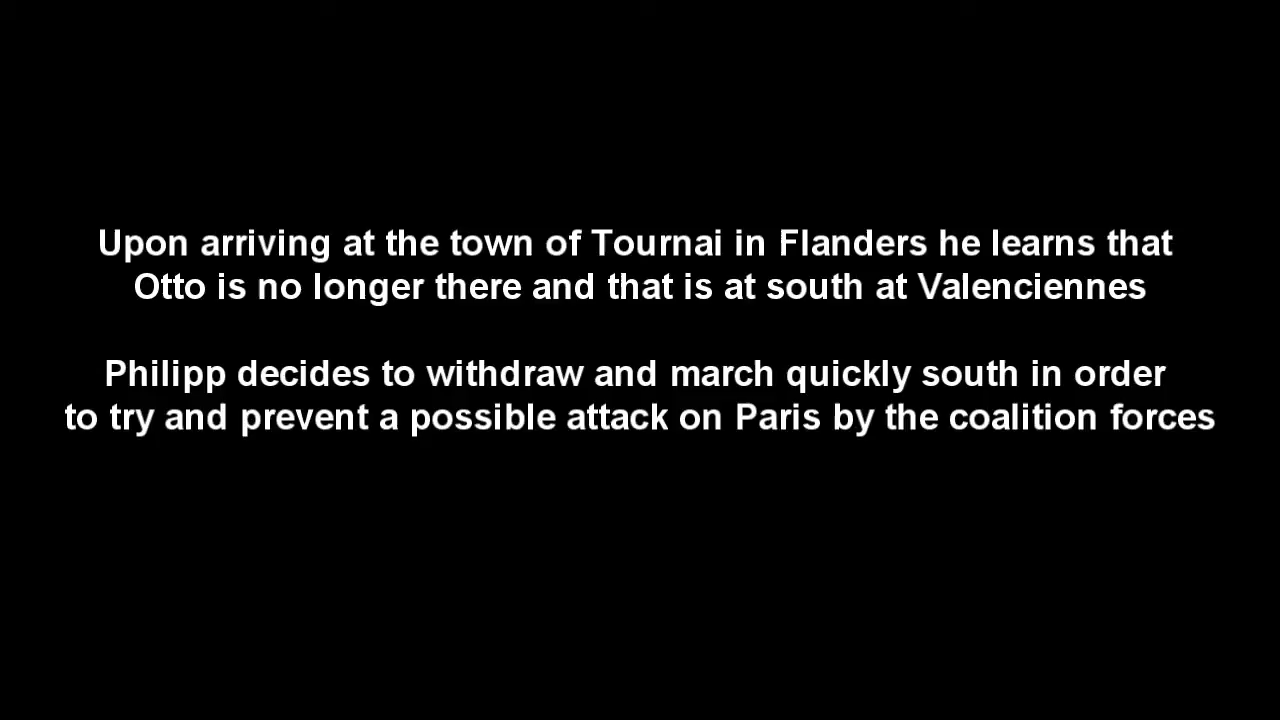 Upon arriving at the town of Tournai in Flanders he learns that
Otto is no longer there and that is at south at Valenciennes
Philipp decides to withdraw and march quickly south in order
to try and prevent a possible attack on Paris by the coalition forces